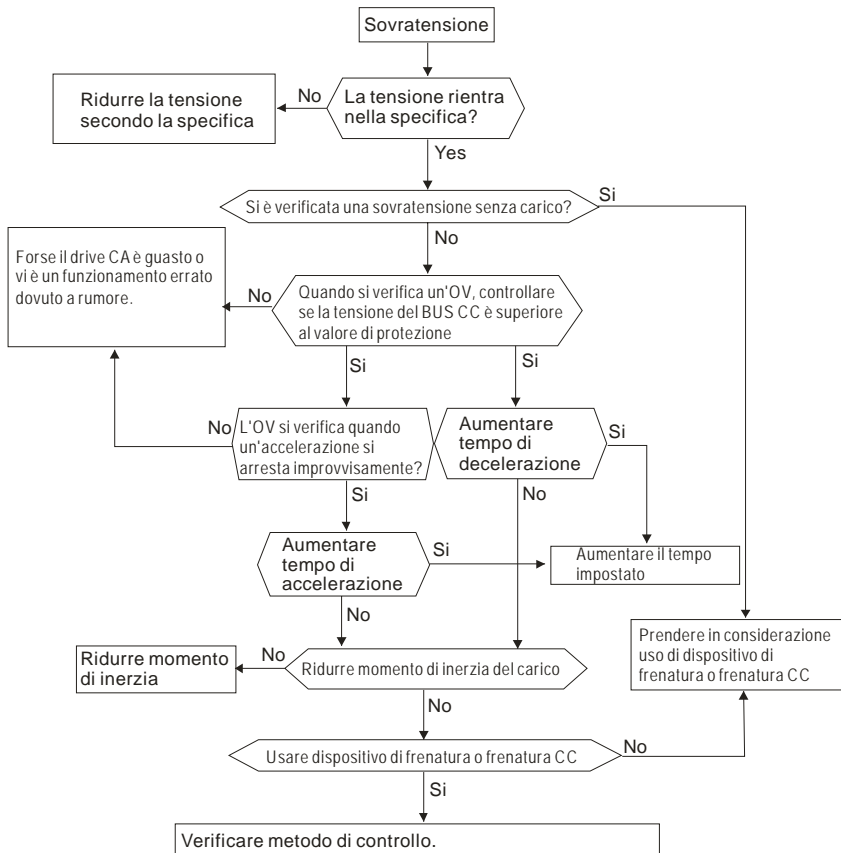 Sovratensione
No
La tensione rientra
nella specifica?
Ridurre la tensione
secondo la specifica
Yes
Si è verificata una sovratensione senza carico?
Si
No
Forse il drive CA è guasto o
vi è un funzionamento errato
dovuto a rumore.
No
Quando si verifica un'OV, controllare
se la tensione del BUS CC è superiore
al valore di protezione
Si
Si
No
L'OV si verifica quando
un'accelerazione si
arresta improvvisamente?
Aumentare
tempo di
decelerazione
Si
Si
No
Aumentare
tempo di
accelerazione
Si
Aumentare il tempo
impostato
No
Prendere in considerazione
uso di dispositivo di
frenatura o frenatura CC
Ridurre momento
di inerzia
No
Ridurre momento di inerzia del carico
No
Usare dispositivo di frenatura o frenatura CC
No
Si
Verificare metodo di controllo.